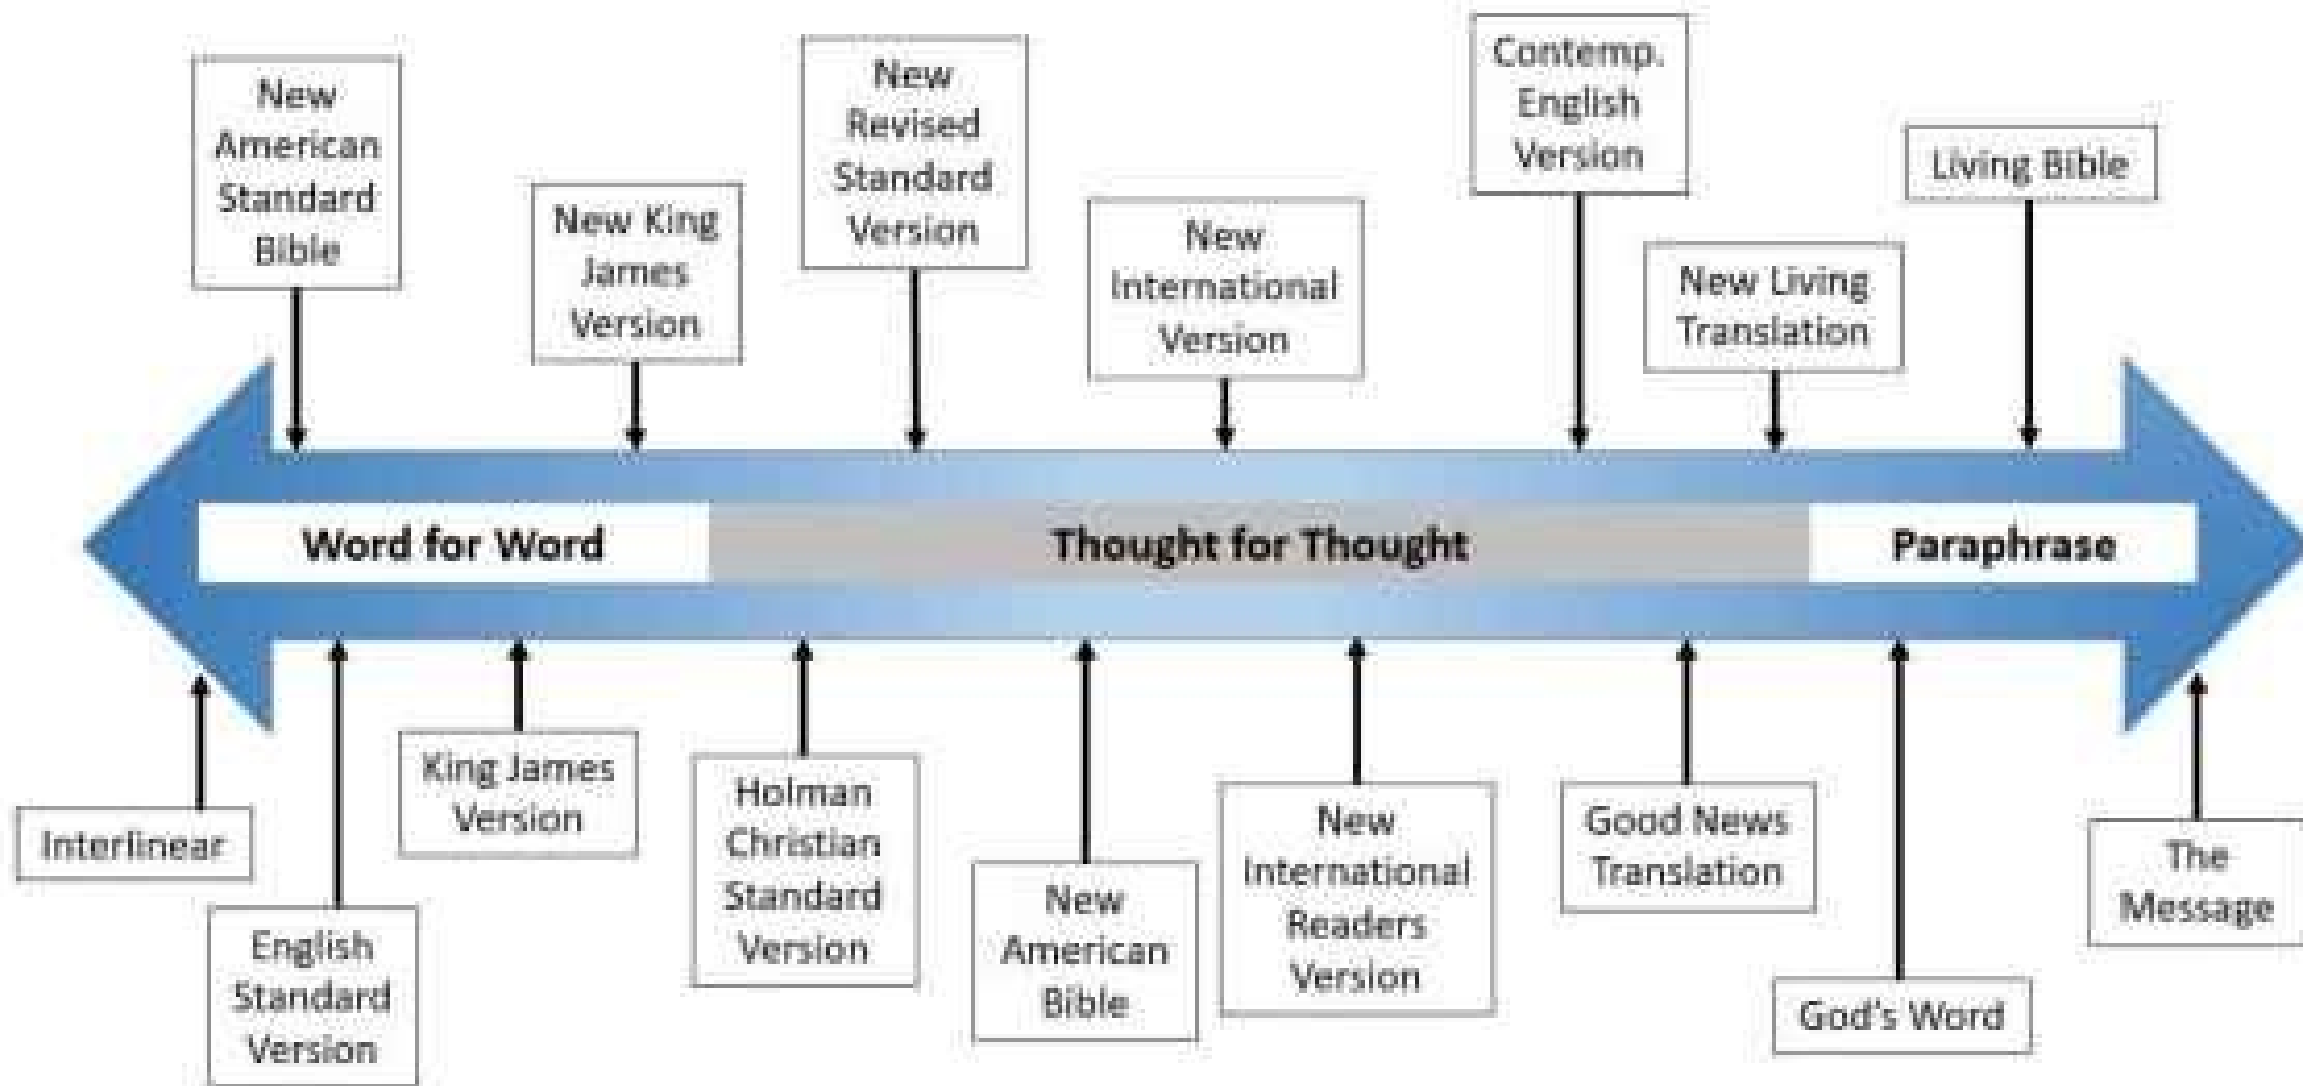 New
American
Standard
Bible
New King
James
Version
New
Revised
Standard
Version
New
International
Version
Contemp.
English
Version
New Living
Translation
Living Bible
Word for Word
Thought for Thought
Paraphrase
Interlinear
English
Standard
Version
King James
Version
Holman
Christian
Standard
Version
New
American
Bible
New
International
Readers
Version
Good News
Translation
God's Word
The
Message